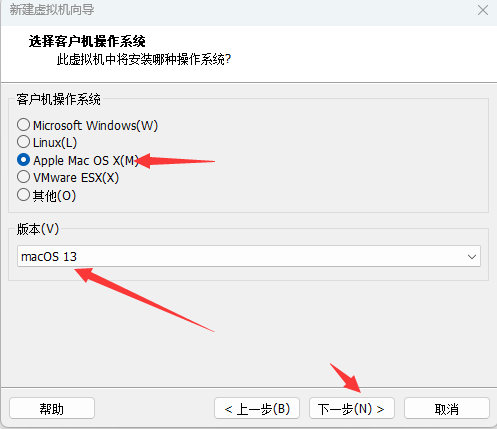 新建虚拟机向导
选择客户机操作系统
此虚拟机中将安装哪种操作系统?
客户机操作系统
Microsoft Windows(W)
Linux(L)
Apple Mac OS X(M)
VMware ESX(X)
其他(O)
版本(V)
macOS 13
帮助
< 上一步(B)
下一步(N) >
取消